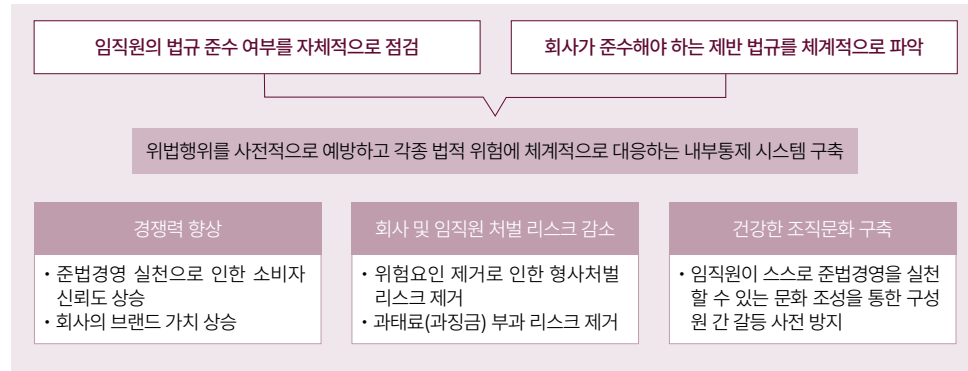 임직원의 법규 준수 여부를 자체적으로 점검
회사가 준수해야 하는 제반 법규를 체계적으로 파악
위법행위를 사전적으로 예방하고 각종 법적 위험에 체계적으로 대응하는 내부통제 시스템 구축
경쟁력 향상
• 준법경영 실천으로 인한 소비자
신뢰도 상승
• 회사의 브랜드 가치 상승
회사 및 임직원 처벌 리스크 감소
• 위험요인 제거로 인한 형사처벌
리스크 제거
• 과태료(과징금) 부과 리스크 제거
건강한 조직문화 구축
• 임직원이 스스로 준법경영을 실천
할 수 있는 문화 조성을 통한 구성
원 간 갈등 사전 방지